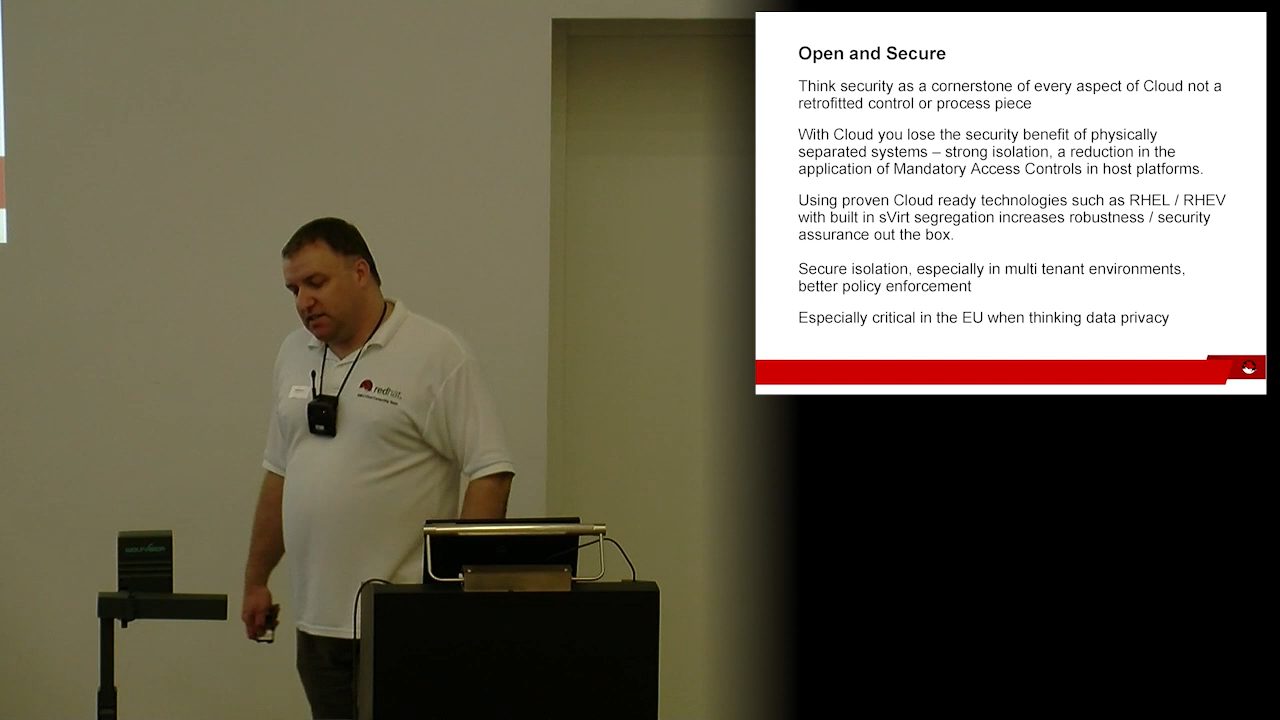 Open and Secure
Think security as a cornerstone of every aspect of Cloud not a
retrofitted control or process piece
With Cloud you lose the security benefit of physically
separated systems – strong isolation, a reduction in the
application of Mandatory Access Controls in host platforms.
Using proven Cloud ready technologies such as RHEL / RHEV
with built in sVirt segregation increases robustness / security
assurance out the box.
Secure isolation, especially in multi tenant environments,
better policy enforcement
Especially critical in the EU when thinking data privacy
redhat.
WOLFVISION